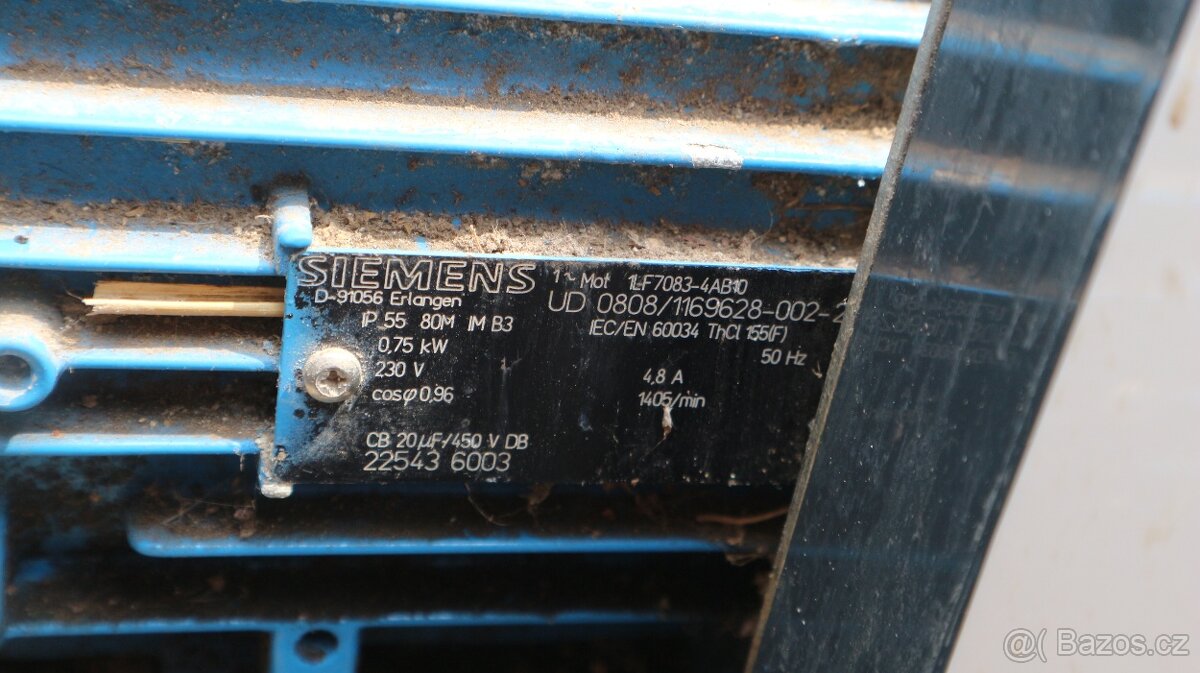 SIEMENS 1~ Mot 1LF7083-4AB10
D-91056 Erlangen UD 0808/1169628-002-2
IP 55 80M IM B3 IEC/EN 60034 ThCl 155(F)
0,75 kW 50 Hz
230 V 4,8 A
cosφ 0,96 1405/min
CB 20µF/450 V DB
22543 6003
Bazos.cz